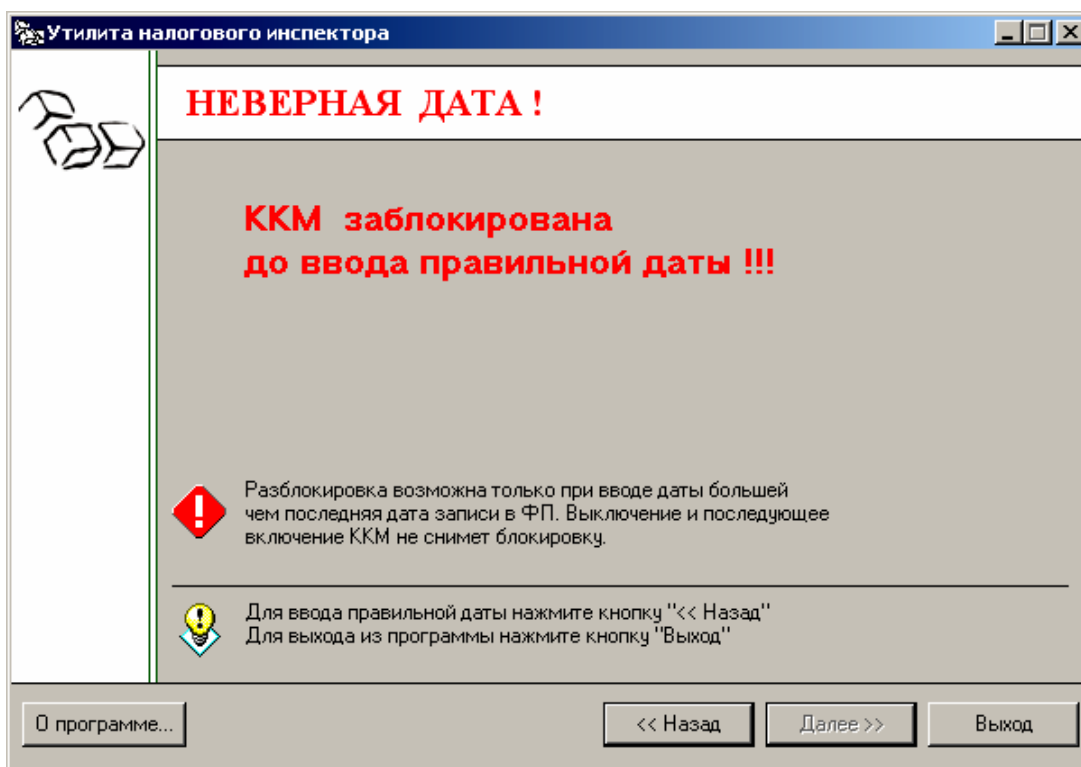 Утилита налогового инспектора
НЕВЕРНАЯ ДАТА !
ККМ заблокирована
до ввода правильной даты !!!
Разблокировка возможна только при вводе даты большей
чем последняя дата записи в ФП. Выключение и последующее
включение ККМ не снимет блокировку.
Для ввода правильной даты нажмите кнопку "<< Назад"
Для выхода из программы нажмите кнопку "Выход"
О программе... << Назад Далее >> Выход